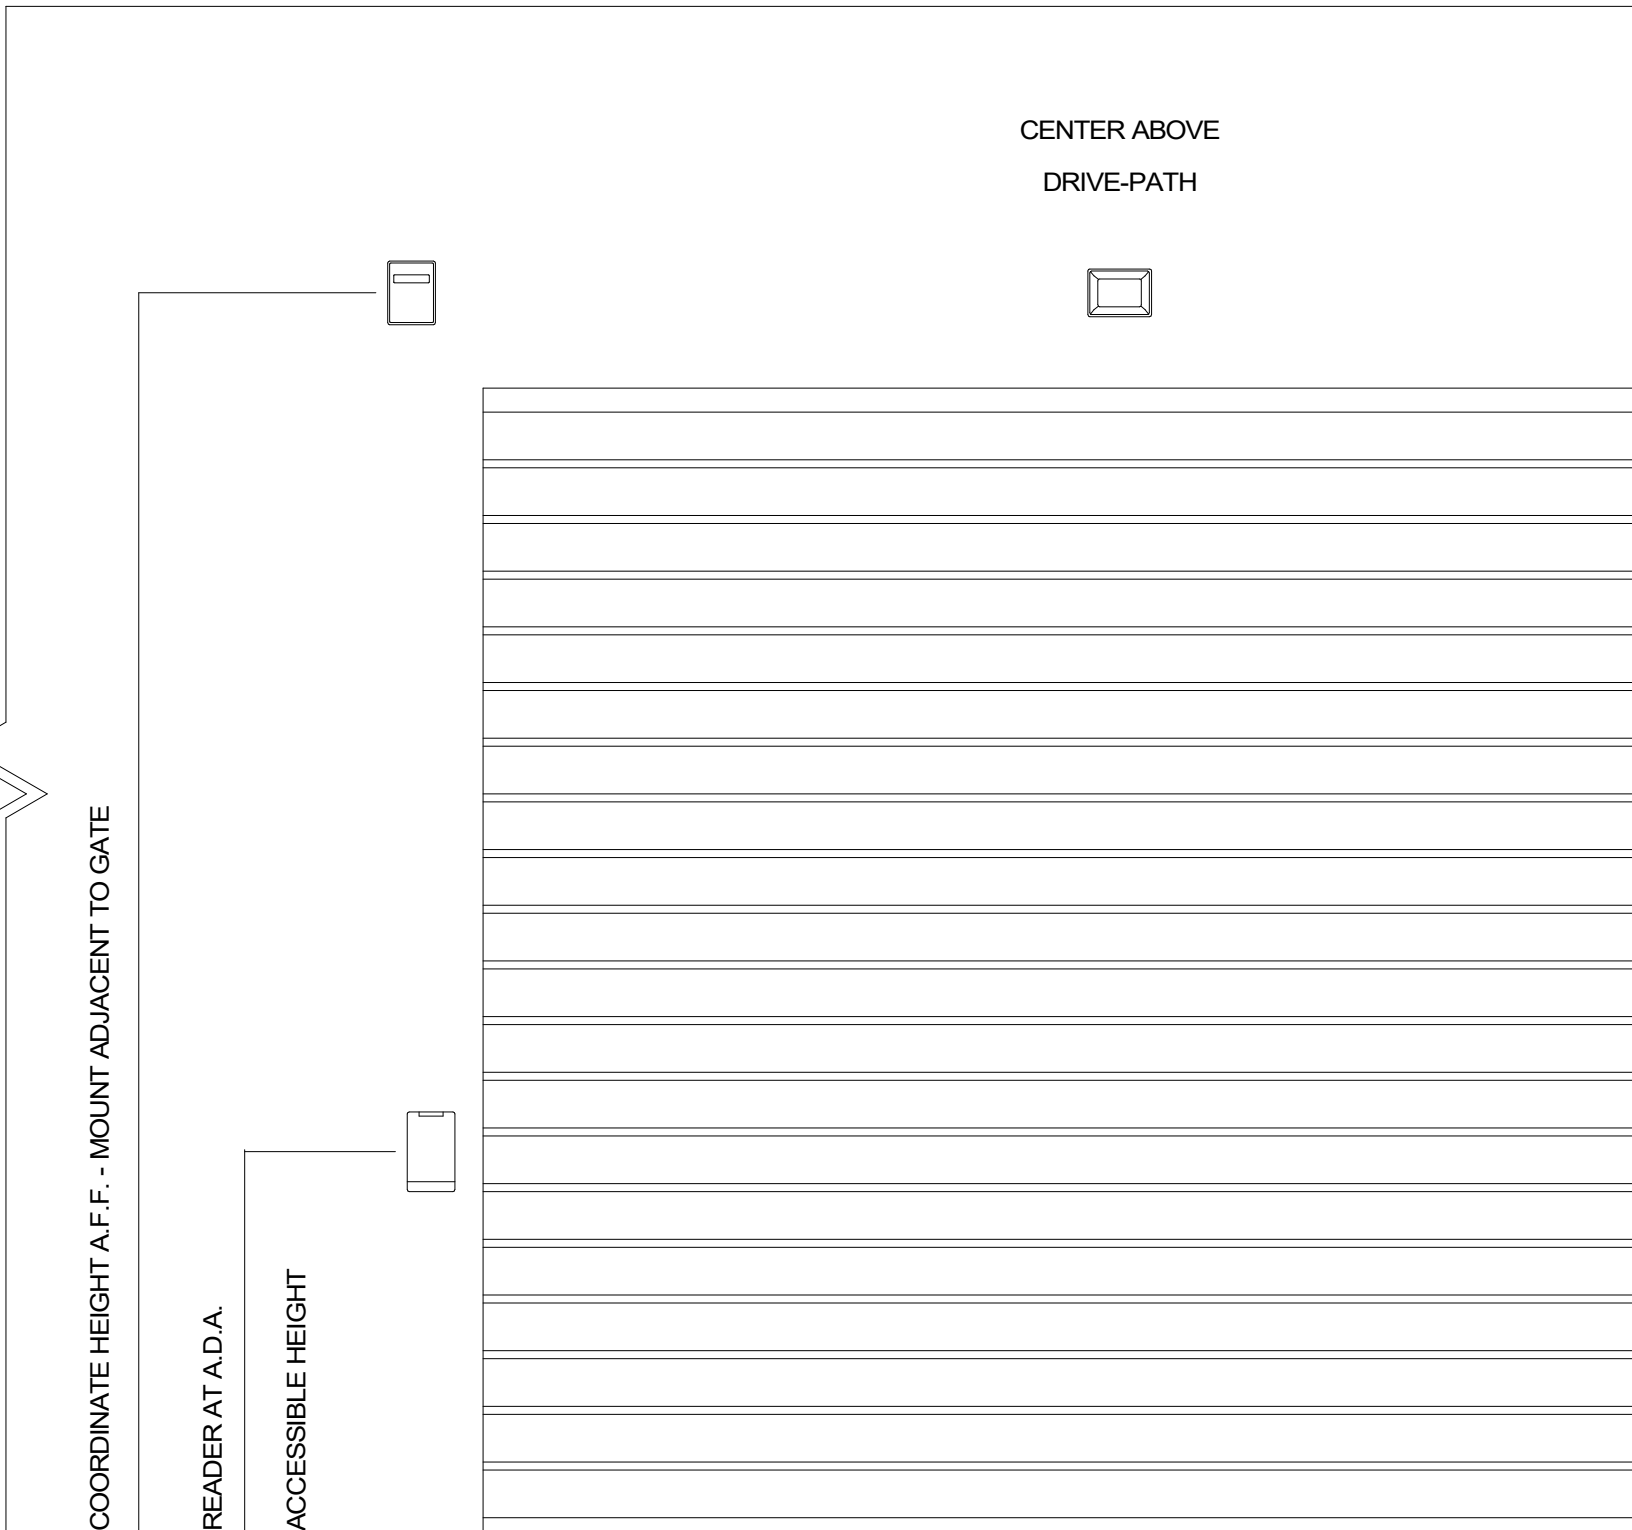 CENTER ABOVE
DRIVE-PATH
COORDINATE HEIGHT A.F.F. - MOUNT ADJACENT TO GATE
READER AT A.D.A.
ACCESSIBLE HEIGHT